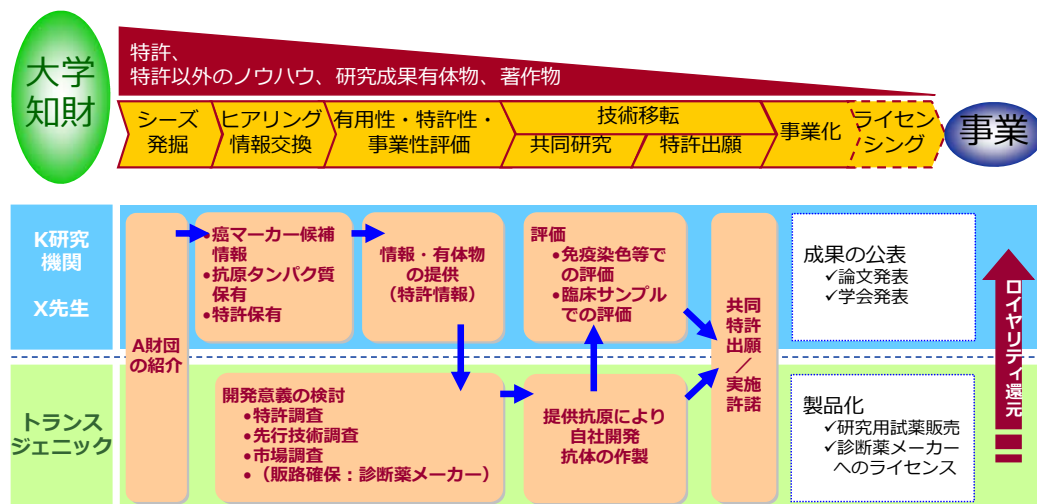 大学
知財
特許、
特許以外のノウハウ、研究成果有体物、著作物
シーズ
発掘
ヒアリング
情報交換
有用性・特許性・
事業性評価
技術移転
共同研究
特許出願
事業化
ライセン
シング
事業
K研究
機関
X先生
A財団
の紹介
•癌マーカー候補
情報
•抗原タンパク質
保有
•特許保有
情報・有体物
の提供
(特許情報)
評価
•免疫染色等で
の評価
•臨床サンプル
での評価
共同
特許
出願
/
実施
許諾
成果の公表
✓論文発表
✓学会発表
ロイヤリティ還元
トランス
ジェニック
開発意義の検討
•特許調査
•先行技術調査
•市場調査
•(販路確保:診断薬メーカー)
提供抗原により
自社開発
抗体の作製
製品化
✓研究用試薬販売
✓診断薬メーカー
へのライセンス